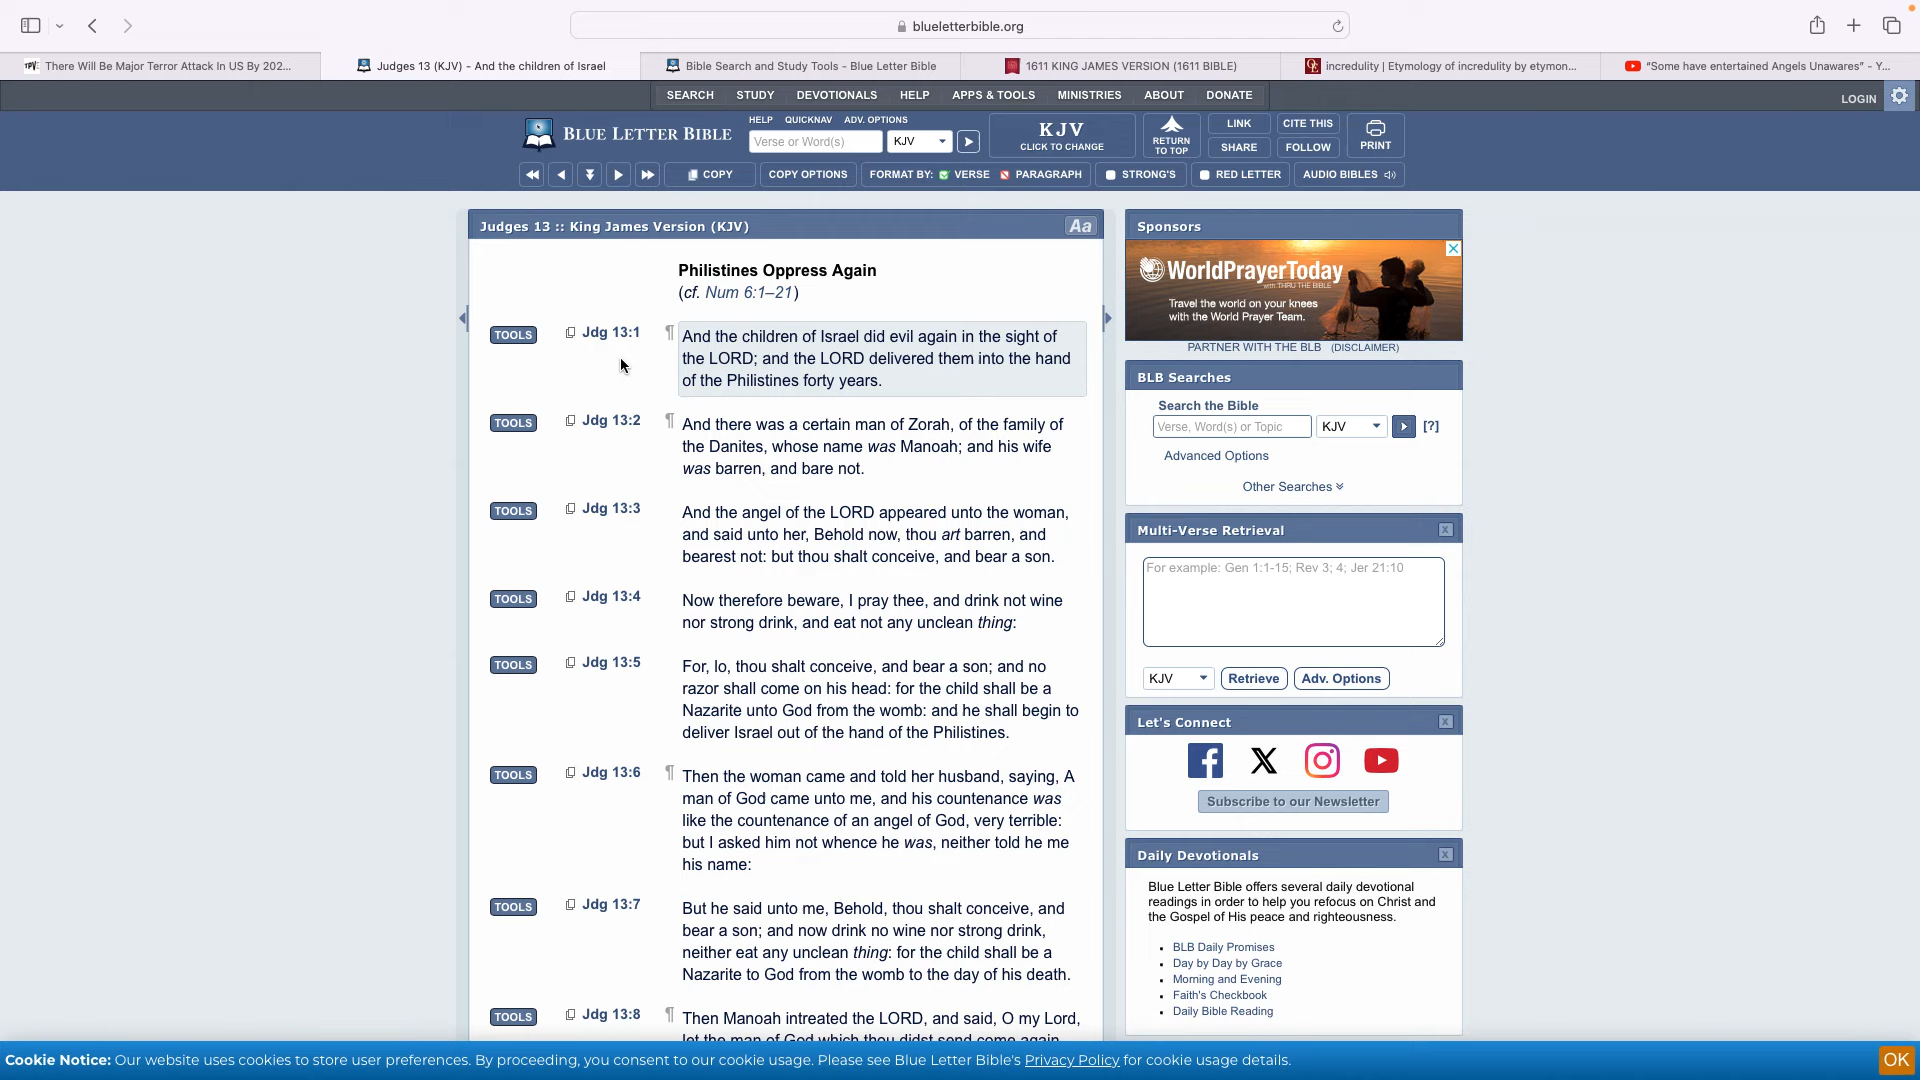 blueletterbible.org
There Will Be Major Terror Attack In US By 202...
Judges 13 (KJV) - And the children of Israel
Bible Search and Study Tools - Blue Letter Bible
1611 KING JAMES VERSION (1611 BIBLE)
incredulity | Etymology of incredulity by etymon...
"Some have entertained Angels Unawares" - Y...
SEARCH STUDY DEVOTIONALS HELP APPS & TOOLS MINISTRIES ABOUT DONATE
LOGIN
BLUE LETTER BIBLE
HELP QUICKNAV ADV. OPTIONS
Verse or Word(s) KJV
KJV
CLICK TO CHANGE
RETURN
TO TOP
LINK CITE THIS
SHARE FOLLOW
PRINT
COPY COPY OPTIONS FORMAT BY: VERSE PARAGRAPH STRONG'S RED LETTER AUDIO BIBLES
Judges 13 :: King James Version (KJV) Aa
Philistines Oppress Again
(cf. Num 6:1–21)
TOOLS Jdg 13:1 ¶ And the children of Israel did evil again in the sight of
the LORD; and the LORD delivered them into the hand
of the Philistines forty years.
TOOLS Jdg 13:2 ¶ And there was a certain man of Zorah, of the family of
the Danites, whose name was Manoah; and his wife
was barren, and bare not.
TOOLS Jdg 13:3 And the angel of the LORD appeared unto the woman,
and said unto her, Behold now, thou art barren, and
bearest not: but thou shalt conceive, and bear a son.
TOOLS Jdg 13:4 Now therefore beware, I pray thee, and drink not wine
nor strong drink, and eat not any unclean thing:
TOOLS Jdg 13:5 For, lo, thou shalt conceive, and bear a son; and no
razor shall come on his head: for the child shall be a
Nazarite unto God from the womb: and he shall begin to
deliver Israel out of the hand of the Philistines.
TOOLS Jdg 13:6 ¶ Then the woman came and told her husband, saying, A
man of God came unto me, and his countenance was
like the countenance of an angel of God, very terrible:
but I asked him not whence he was, neither told he me
his name:
TOOLS Jdg 13:7 But he said unto me, Behold, thou shalt conceive, and
bear a son; and now drink no wine nor strong drink,
neither eat any unclean thing: for the child shall be a
Nazarite to God from the womb to the day of his death.
TOOLS Jdg 13:8 ¶ Then Manoah intreated the LORD, and said, O my Lord,
let the man of God which thou didst send come again
Sponsors
WorldPrayerToday
with THRU THE BIBLE
Travel the world on your knees
with the World Prayer Team.
PARTNER WITH THE BLB (DISCLAIMER)
BLB Searches
Search the Bible
Verse, Word(s) or Topic KJV [?]
Advanced Options
Other Searches
Multi-Verse Retrieval
For example: Gen 1:1-15; Rev 3; 4; Jer 21:10
KJV Retrieve Adv. Options
Let's Connect
Subscribe to our Newsletter
Daily Devotionals
Blue Letter Bible offers several daily devotional
readings in order to help you refocus on Christ and
the Gospel of His peace and righteousness.
BLB Daily Promises
Day by Day by Grace
Morning and Evening
Faith's Checkbook
Daily Bible Reading
Cookie Notice: Our website uses cookies to store user preferences. By proceeding, you consent to our cookie usage. Please see Blue Letter Bible's Privacy Policy for cookie usage details. OK